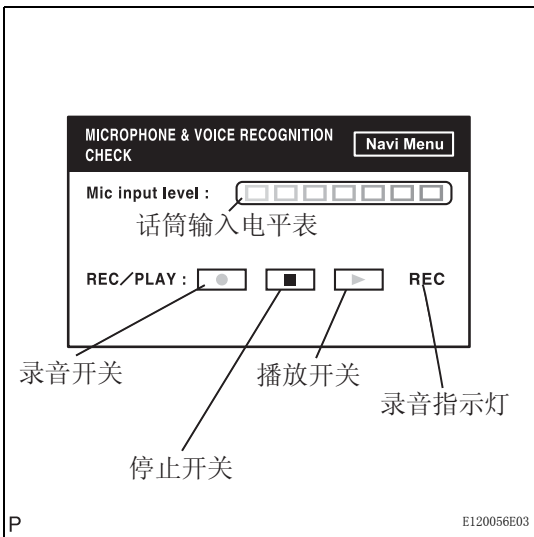 MICROPHONE & VOICE RECOGNITION
CHECK
Navi Menu
Mic input level :
话筒输入电平表
REC/PLAY :
REC
录音开关
播放开关
录音指示灯
停止开关
P
E120056E03